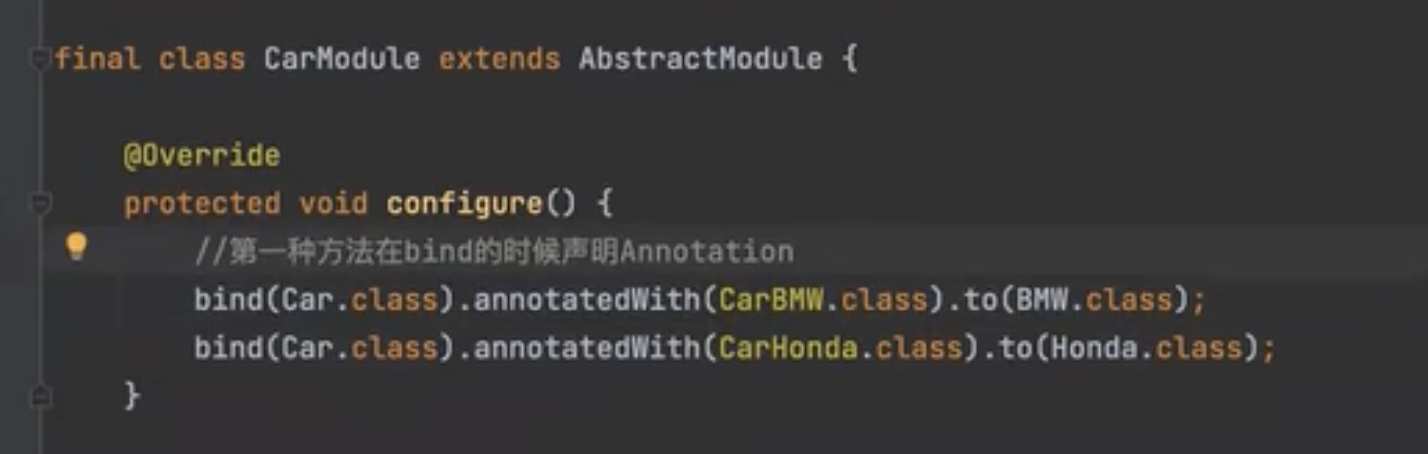 final class CarModule extends AbstractModule {
@Override
protected void configure() {
//第一种方法在bind的时候声明Annotation
bind(Car.class).annotatedWith(CarBMW.class).to(BMW.class);
bind(Car.class).annotatedWith(CarHonda.class).to(Honda.class);
}